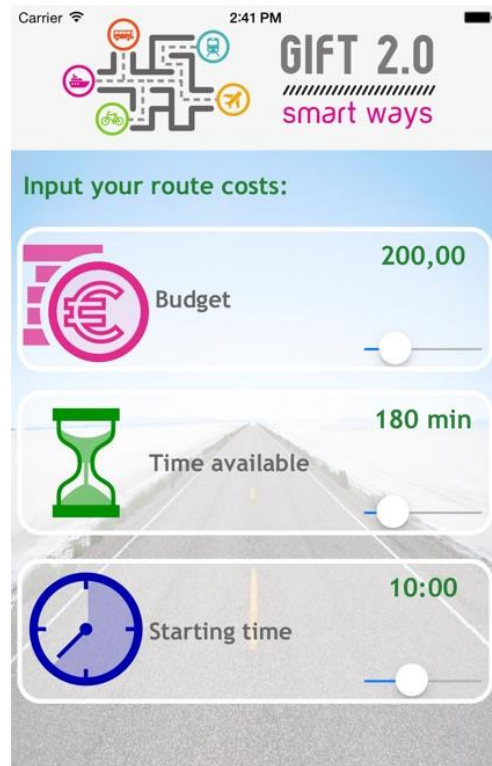 Carrier 2:41 PM
GIFT 2.0
smart ways
Input your route costs:
200,00
Budget
180 min
Time available
10:00
Starting time